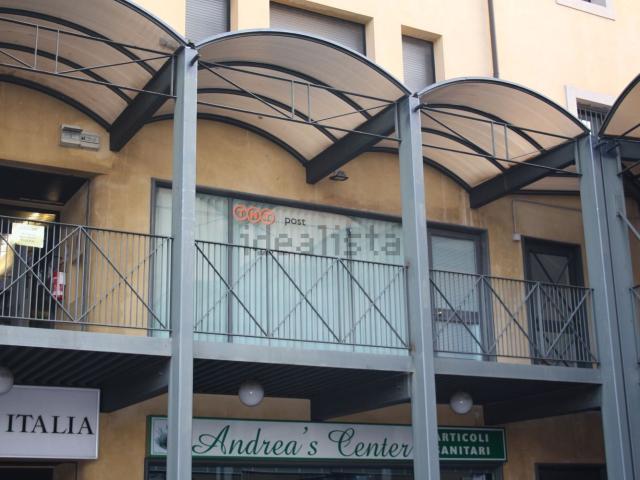 TNT post
idealista
ITALIA
Andrea's Center
ARTICOLI
SANITARI